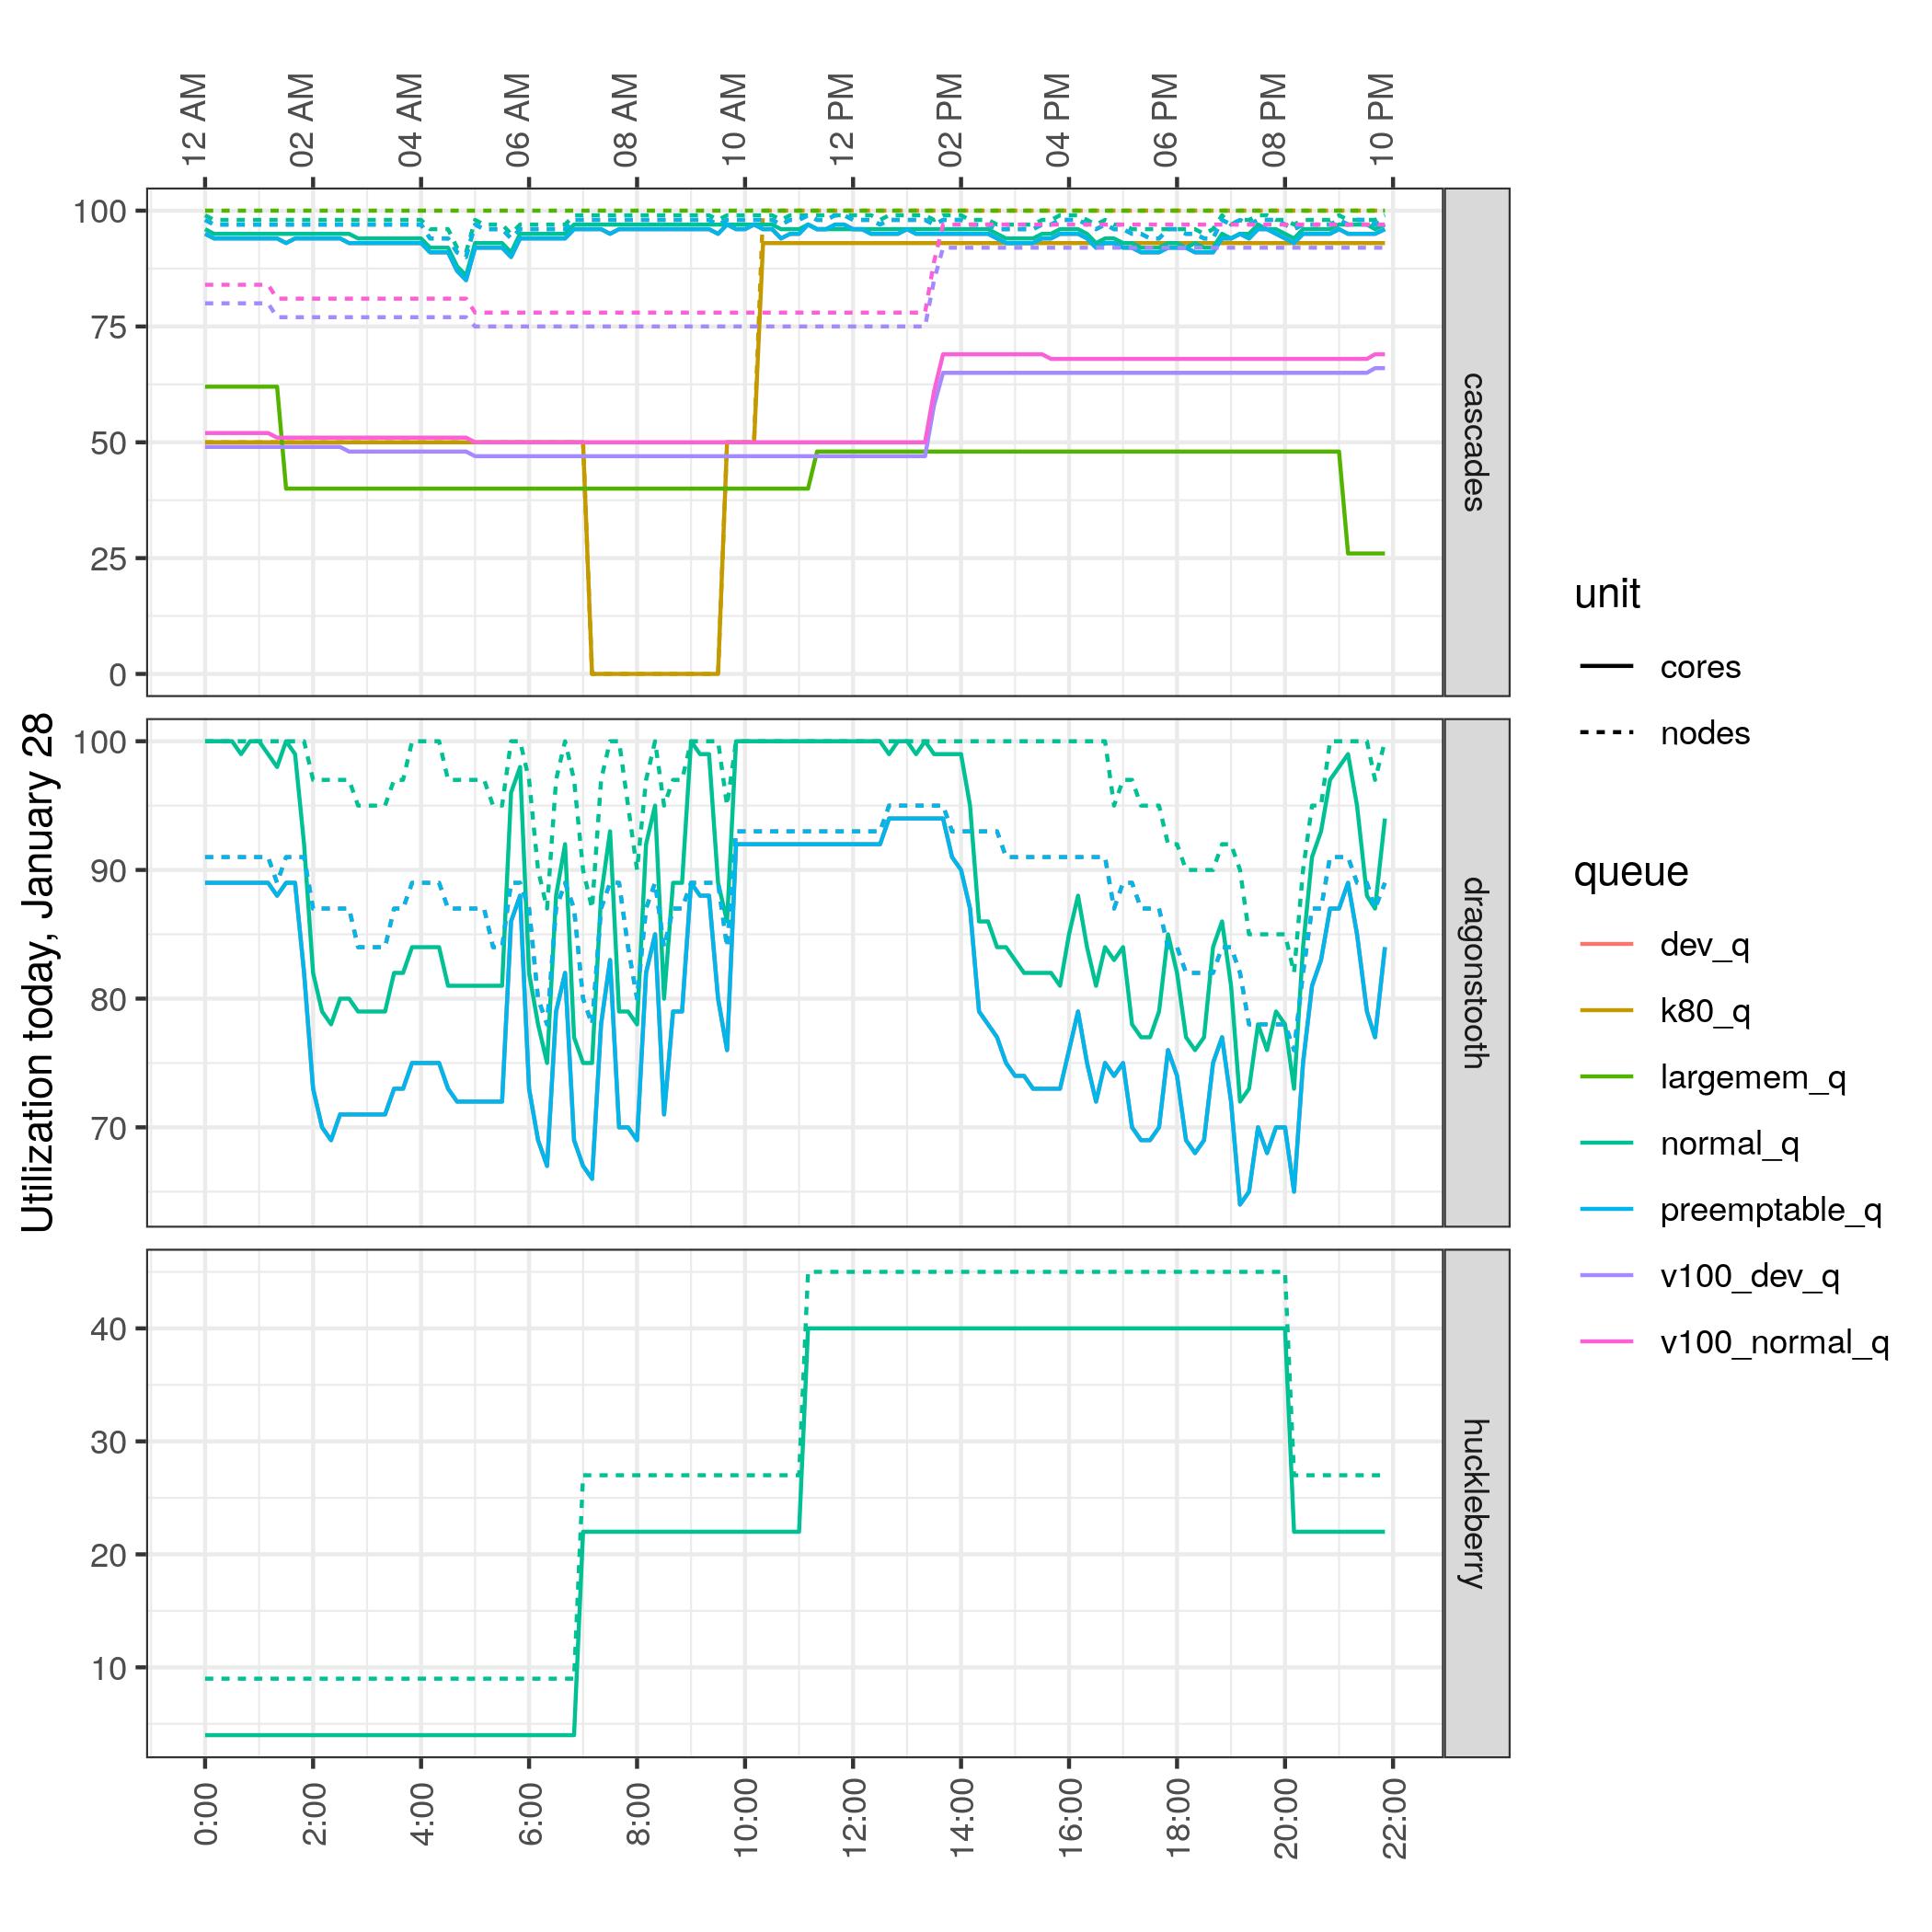 12 AM
02 AM
04 AM
06 AM
08 AM
10 AM
12 PM
02 PM
04 PM
06 PM
08 PM
10 PM
Utilization today, January 28
100
75
50
25
0
cascades
100
90
80
70
dragonstooth
40
30
20
10
huckleberry
0:00
2:00
4:00
6:00
8:00
10:00
12:00
14:00
16:00
18:00
20:00
22:00
unit
cores
nodes
queue
dev_q
k80_q
largemem_q
normal_q
preemptable_q
v100_dev_q
v100_normal_q